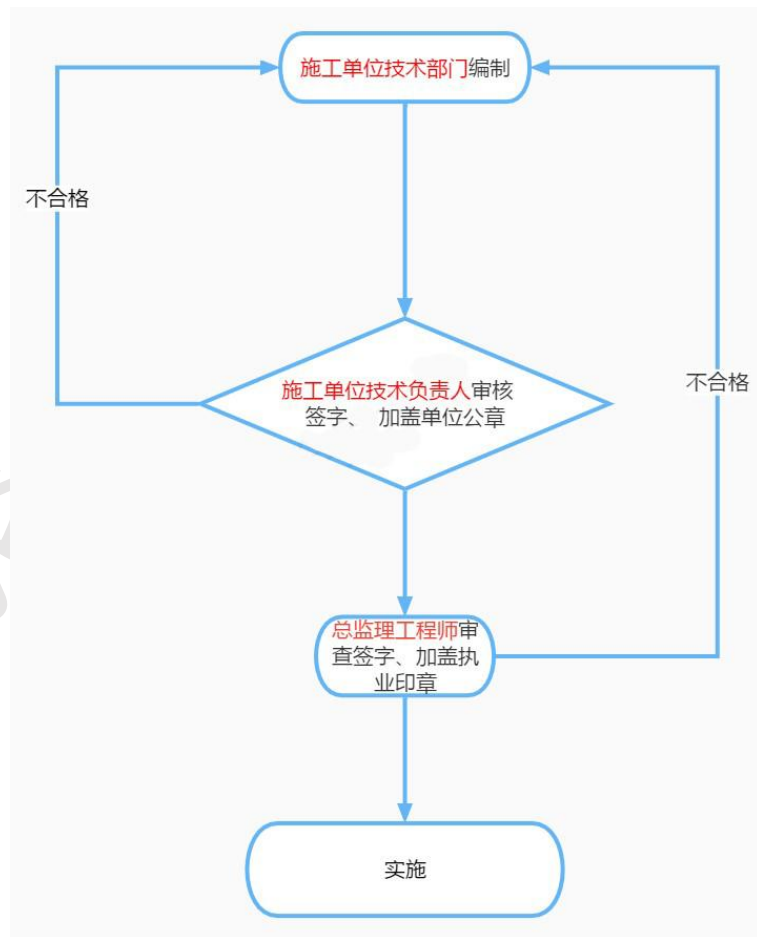 施工单位技术部门编制
不合格
施工单位技术负责人审核
签字、 加盖单位公章
不合格
总监理工程师审
查签字、加盖执
业印章
实施